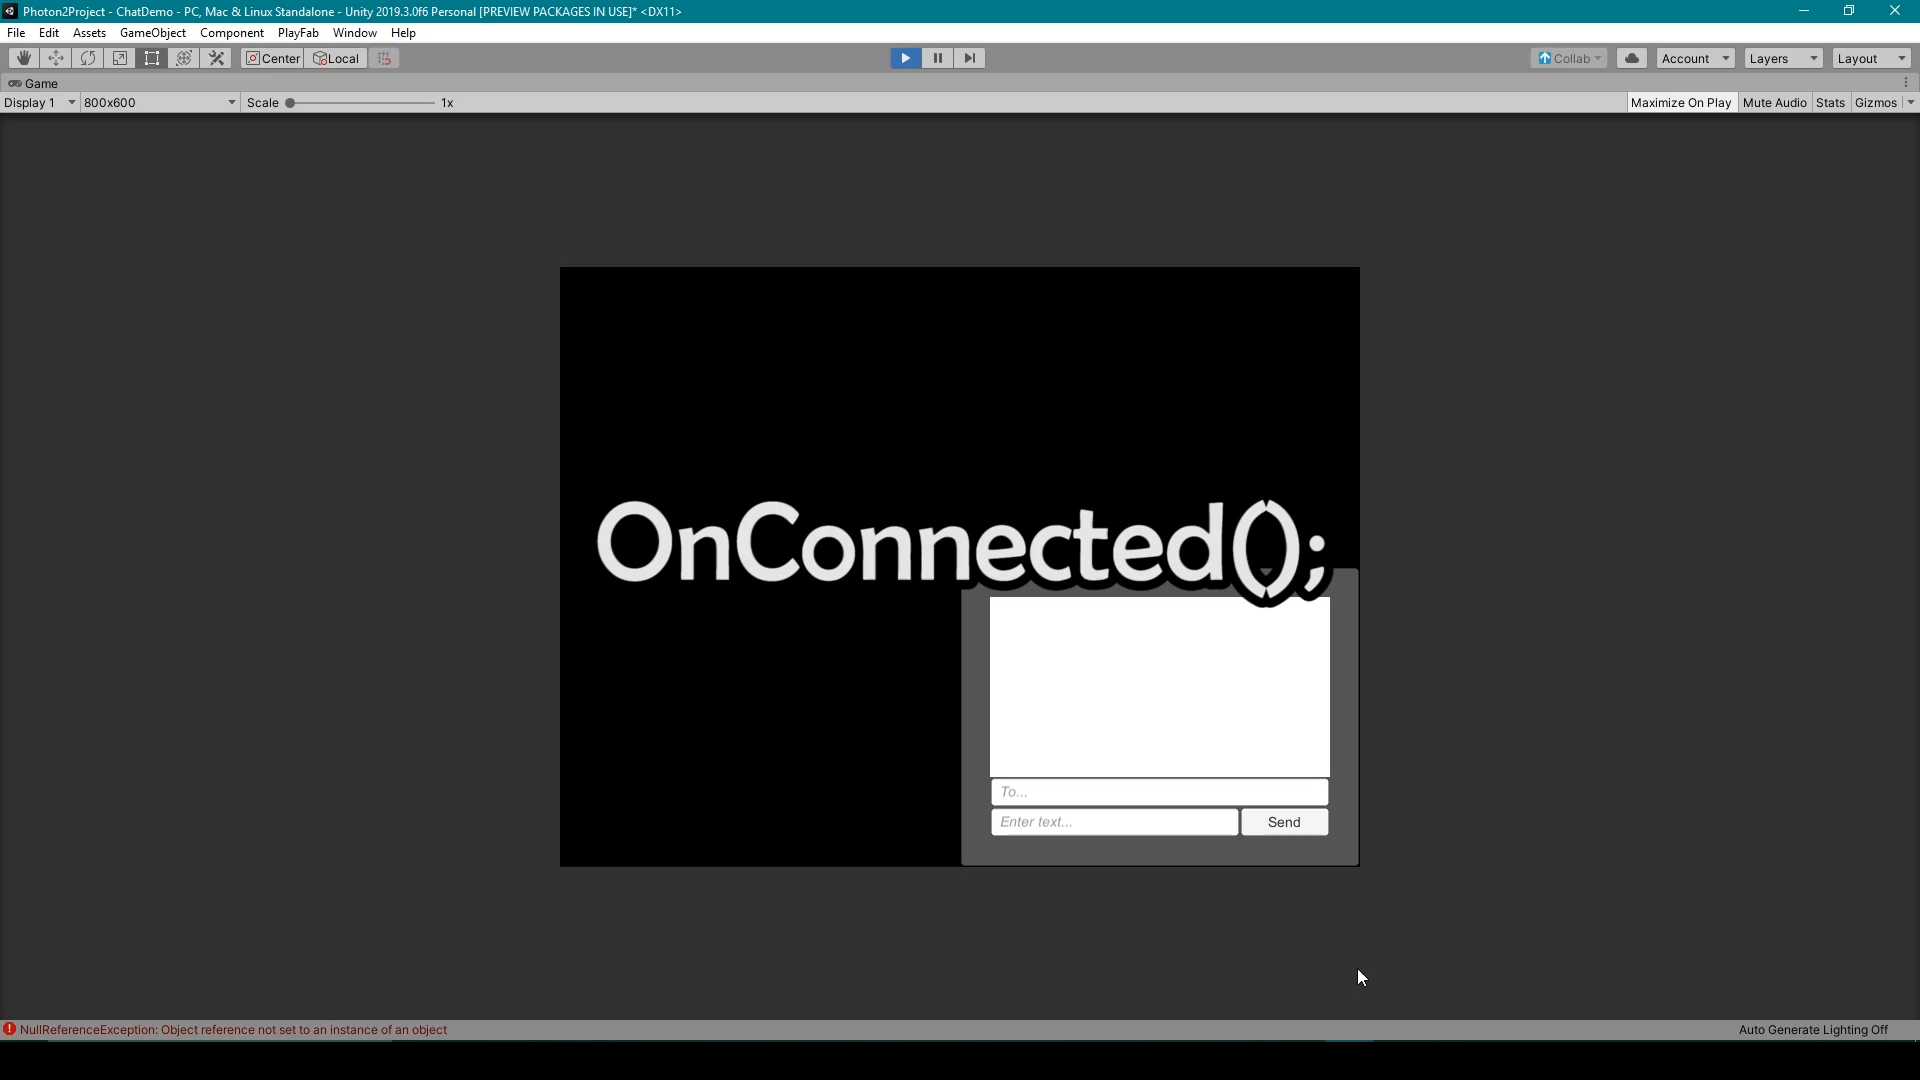 Photon2Project - ChatDemo - PC, Mac & Linux Standalone - Unity 2019.3.0f6 Personal [PREVIEW PACKAGES IN USE]* <DX11>
File Edit Assets GameObject Component PlayFab Window Help
Center Local Collab Account Layers Layout
Game
Display 1 800x600 Scale 1x Maximize On Play Mute Audio Stats Gizmos
OnConnected();
To...
Enter text... Send
NullReferenceException: Object reference not set to an instance of an object Auto Generate Lighting Off